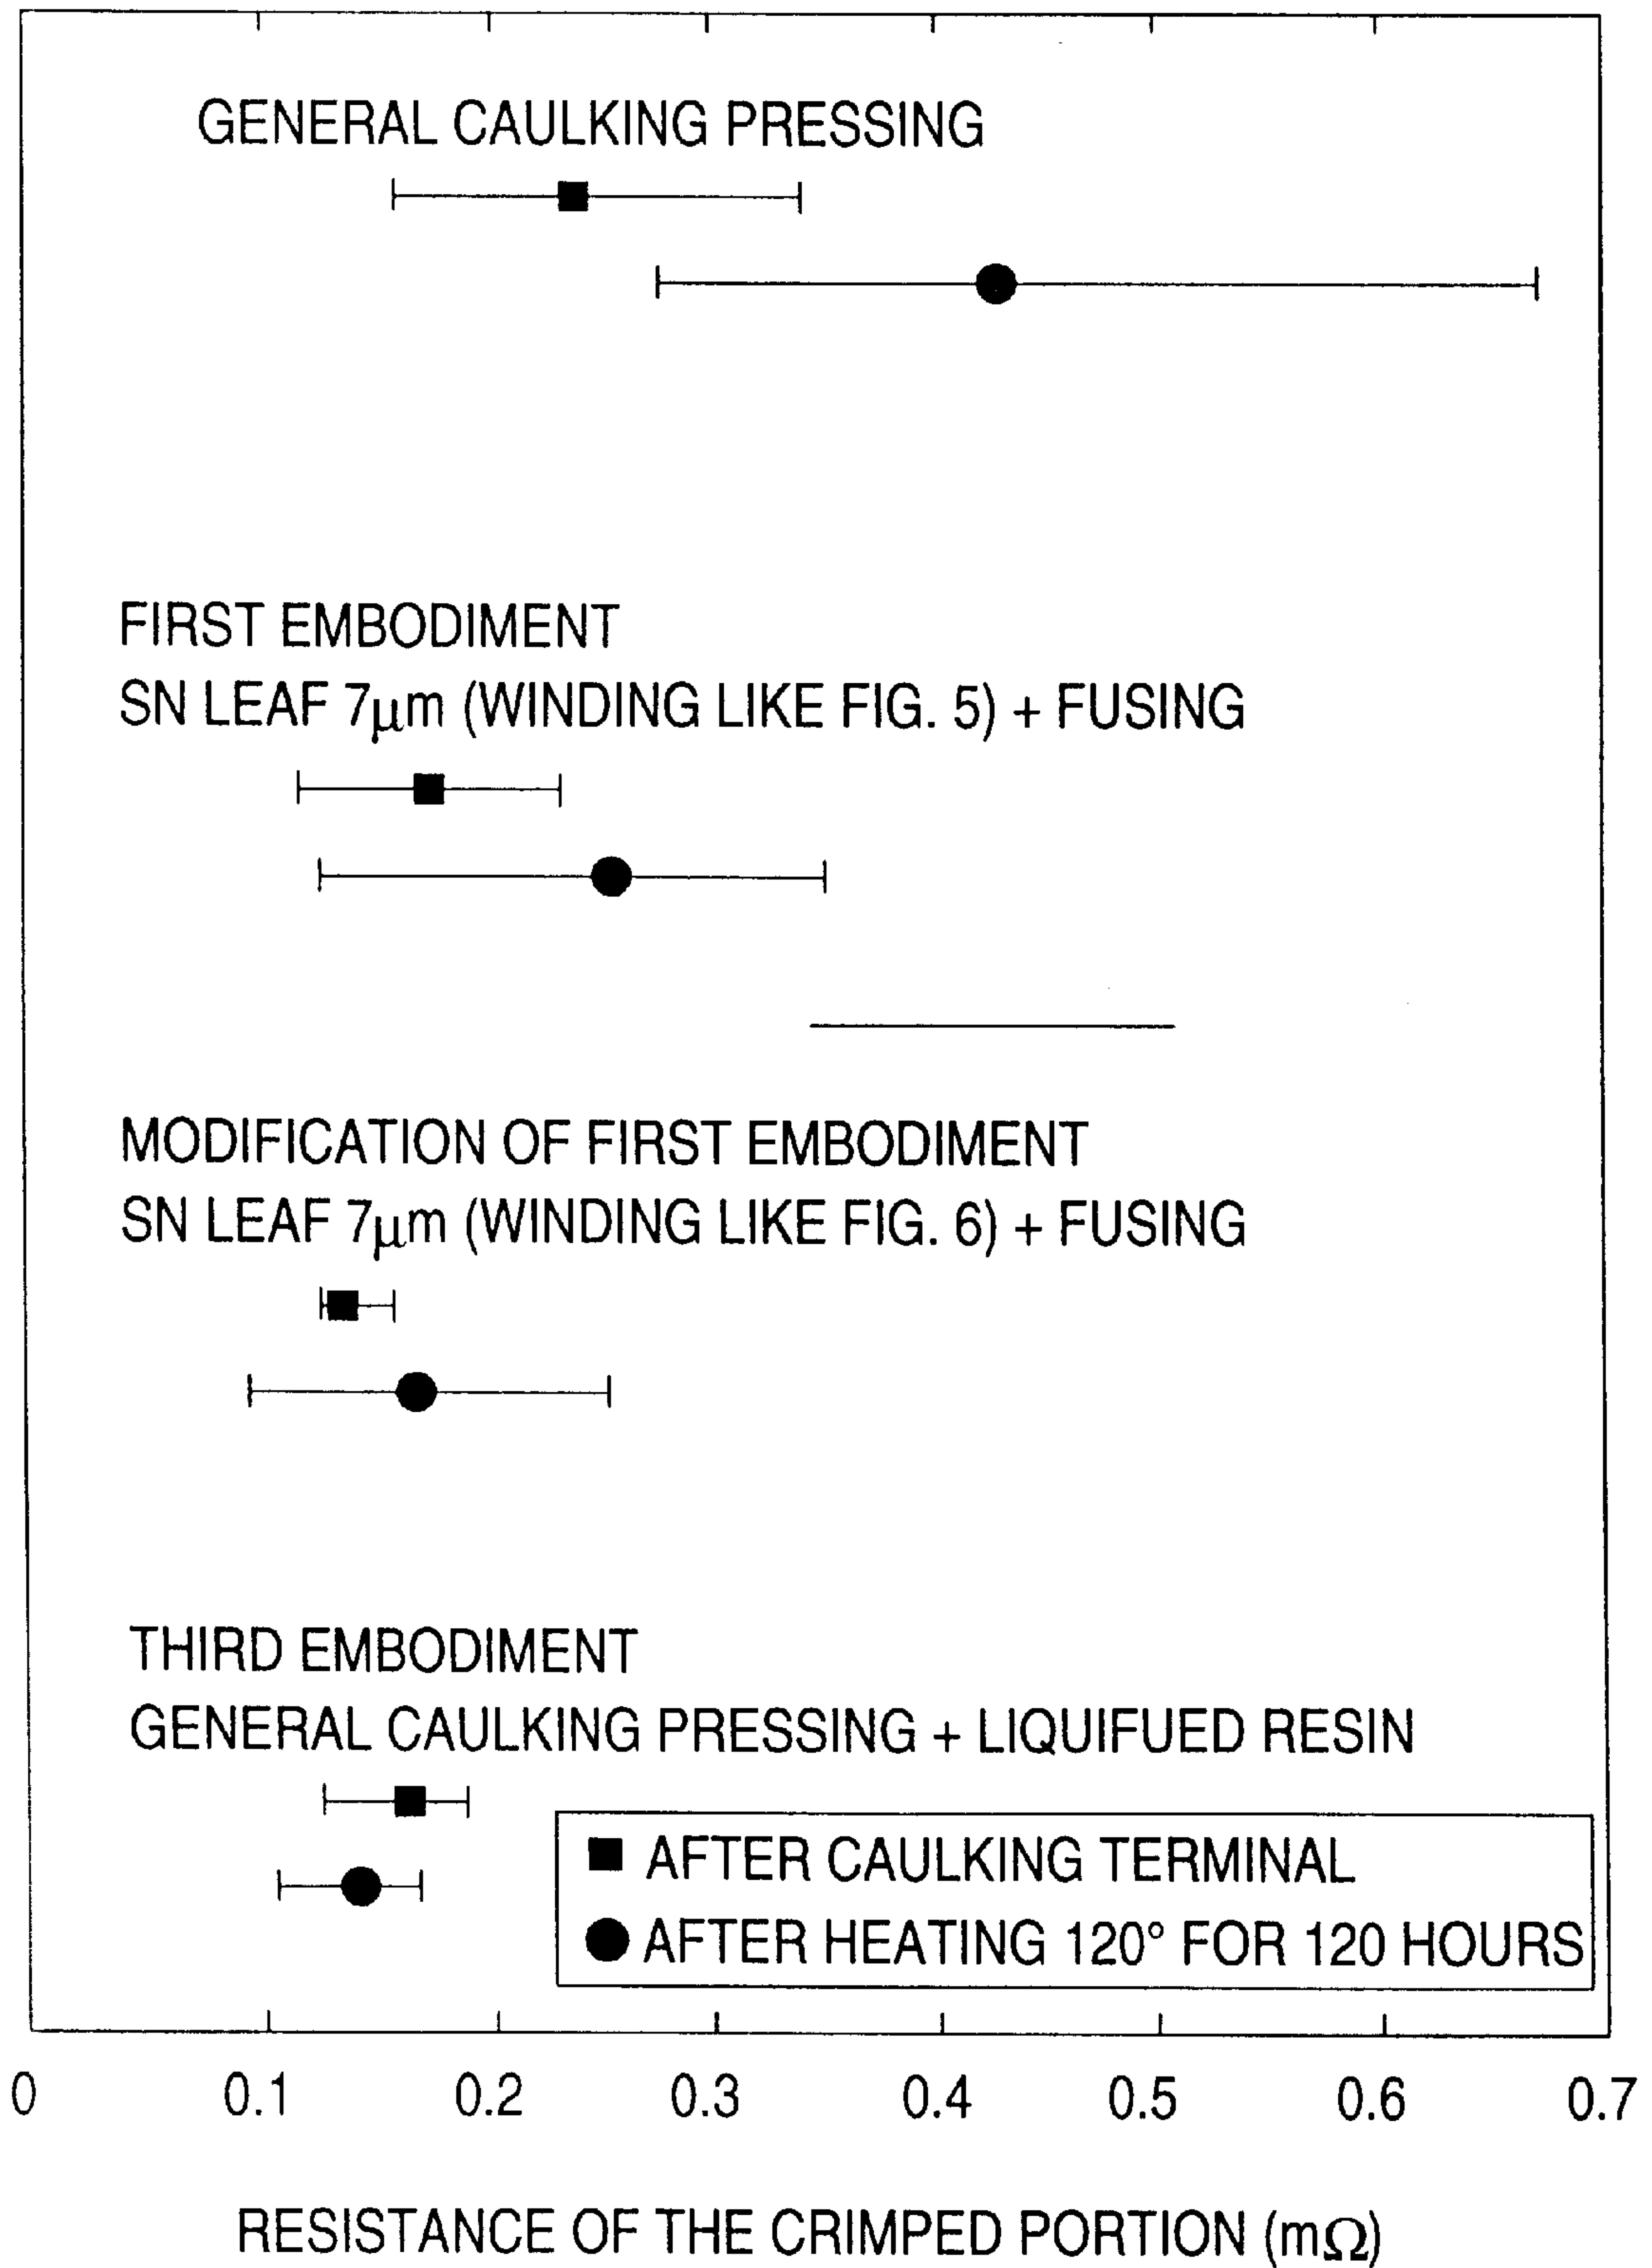 GENERAL CAULKING PRESSING
FIRST EMBODIMENT
SN LEAF 7μm (WINDING LIKE FIG. 5) + FUSING
MODIFICATION OF FIRST EMBODIMENT
SN LEAF 7μm (WINDING LIKE FIG. 6) + FUSING
THIRD EMBODIMENT
GENERAL CAULKING PRESSING + LIQUIFUED RESIN
AFTER CAULKING TERMINAL
AFTER HEATING 120° FOR 120 HOURS
0 0.1 0.2 0.3 0.4 0.5 0.6 0.7
RESISTANCE OF THE CRIMPED PORTION (mΩ)